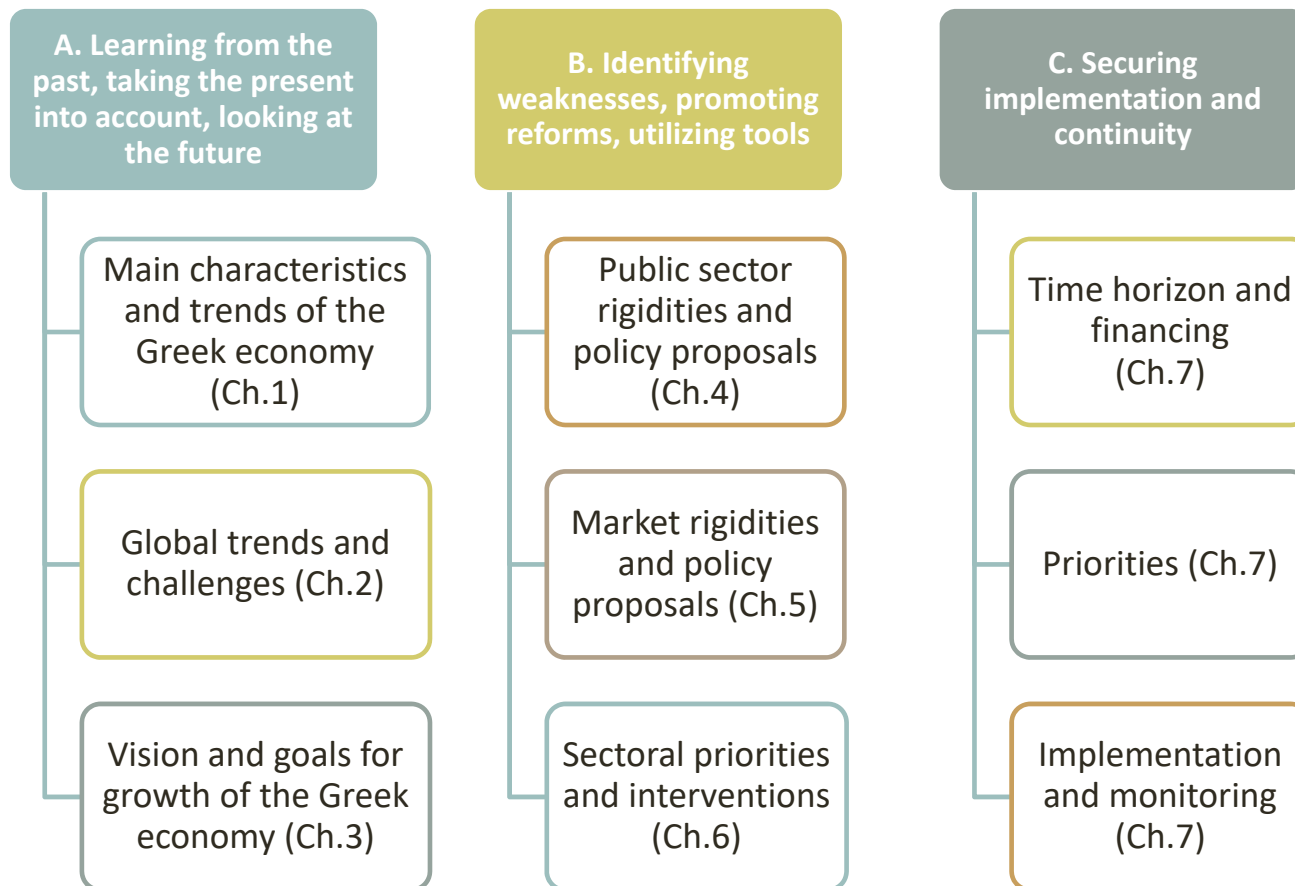 A. Learning from the
past, taking the present
into account, looking at
the future
Main characteristics
and trends of the
Greek economy
(Ch.1)
Global trends and
challenges (Ch.2)
Vision and goals for
growth of the Greek
economy (Ch.3)
B. Identifying
weaknesses, promoting
reforms, utilizing tools
Public sector
rigidities and
policy proposals
(Ch.4)
Market rigidities
and policy
proposals (Ch.5)
Sectoral priorities
and interventions
(Ch.6)
C. Securing
implementation and
continuity
Time horizon and
financing
(Ch.7)
Priorities (Ch.7)
Implementation
and monitoring
(Ch.7)